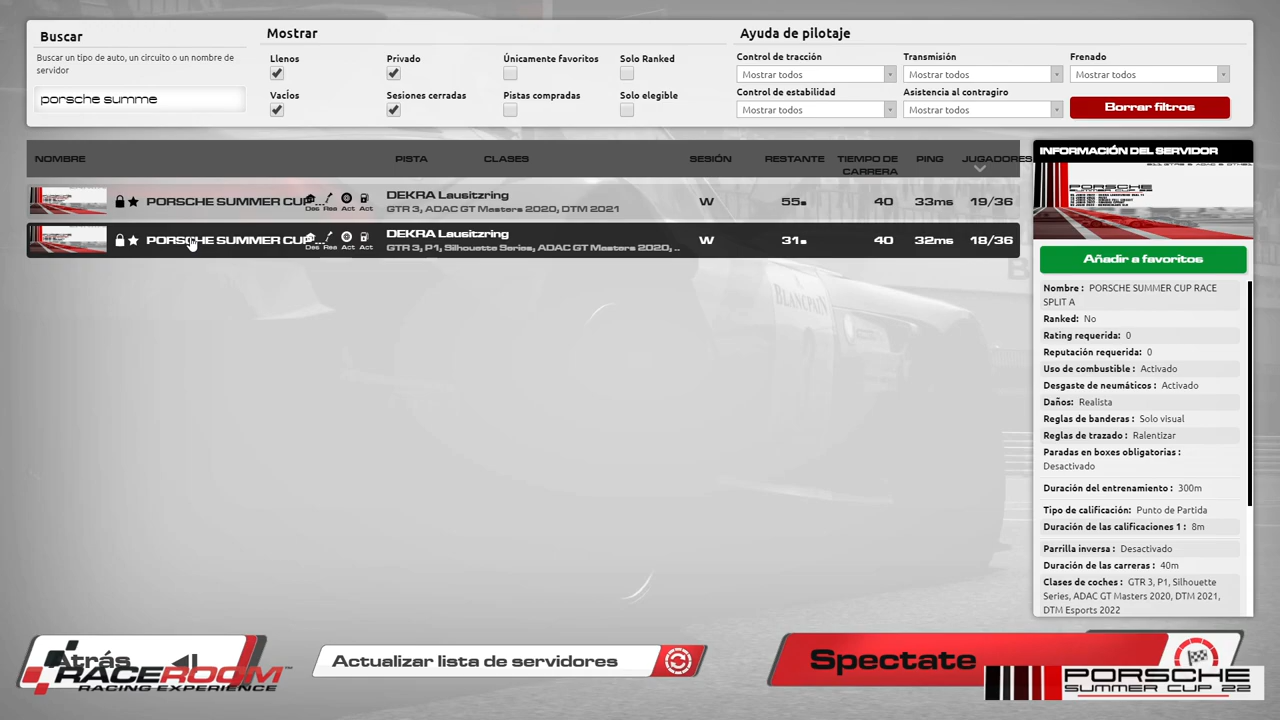 Buscar
Buscar un tipo de auto, un circuito o un nombre de
servidor
porsche summe
Mostrar
Llenos
Privado
Únicamente favoritos
Solo Ranked
Vacíos
Sesiones cerradas
Pistas compradas
Solo elegible
Ayuda de pilotaje
Control de tracción
Transmisión
Frenado
Mostrar todos
Mostrar todos
Mostrar todos
Control de estabilidad
Asistencia al contragiro
Mostrar todos
Mostrar todos
Borrar filtros
NOMBRE
PISTA
CLASES
SESIÓN
RESTANTE
TIEMPO DE
CARRERA
PING
JUGADORES
PORSCHE SUMMER CUP...
Des Rea Act Act
DEKRA Lausitzring
GTR 3, ADAC GT Masters 2020, DTM 2021
W
55s
40
33ms
19/36
PORSCHE SUMMER CUP...
Des Rea Act Act
DEKRA Lausitzring
GTR 3, P1, Silhouette Series, ADAC GT Masters 2020, ..
W
31s
40
32ms
18/36
INFORMACIÓN DEL SERVIDOR
PORSCHE
Añadir a favoritos
Nombre : PORSCHE SUMMER CUP RACE
SPLIT A
Ranked: No
Rating requerida: 0
Reputación requerida: 0
Uso de combustible : Activado
Desgaste de neumáticos : Activado
Daños: Realista
Reglas de banderas : Solo visual
Reglas de trazado : Ralentizar
Paradas en boxes obligatorias :
Desactivado
Duración del entrenamiento : 300m
Tipo de calificación: Punto de Partida
Duración de las calificaciones 1 : 8m
Parrilla inversa : Desactivado
Duración de las carreras : 40m
Clases de coches : GTR 3, P1, Silhouette
Series, ADAC GT Masters 2020, DTM 2021,
DTM Esports 2022
BLANCPAIN
Atrás
RACEROOM
RACING EXPERIENCE
Actualizar lista de servidores
Spectate
PORSCHE
SUMMER CUP 22